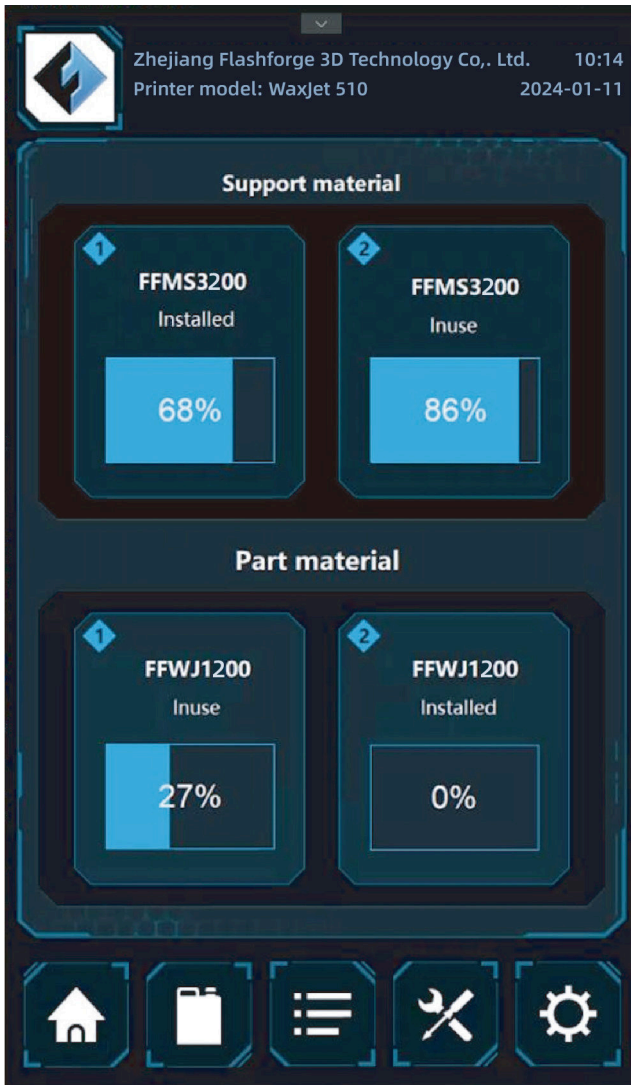 Zhejiang Flashforge 3D Technology Co,. Ltd. 10:14
Printer model: WaxJet 510 2024-01-11
Support material
1 2
FFMS3200 FFMS3200
Installed Inuse
68% 86%
Part material
1 2
FFWJ1200 FFWJ1200
Inuse Installed
27% 0%